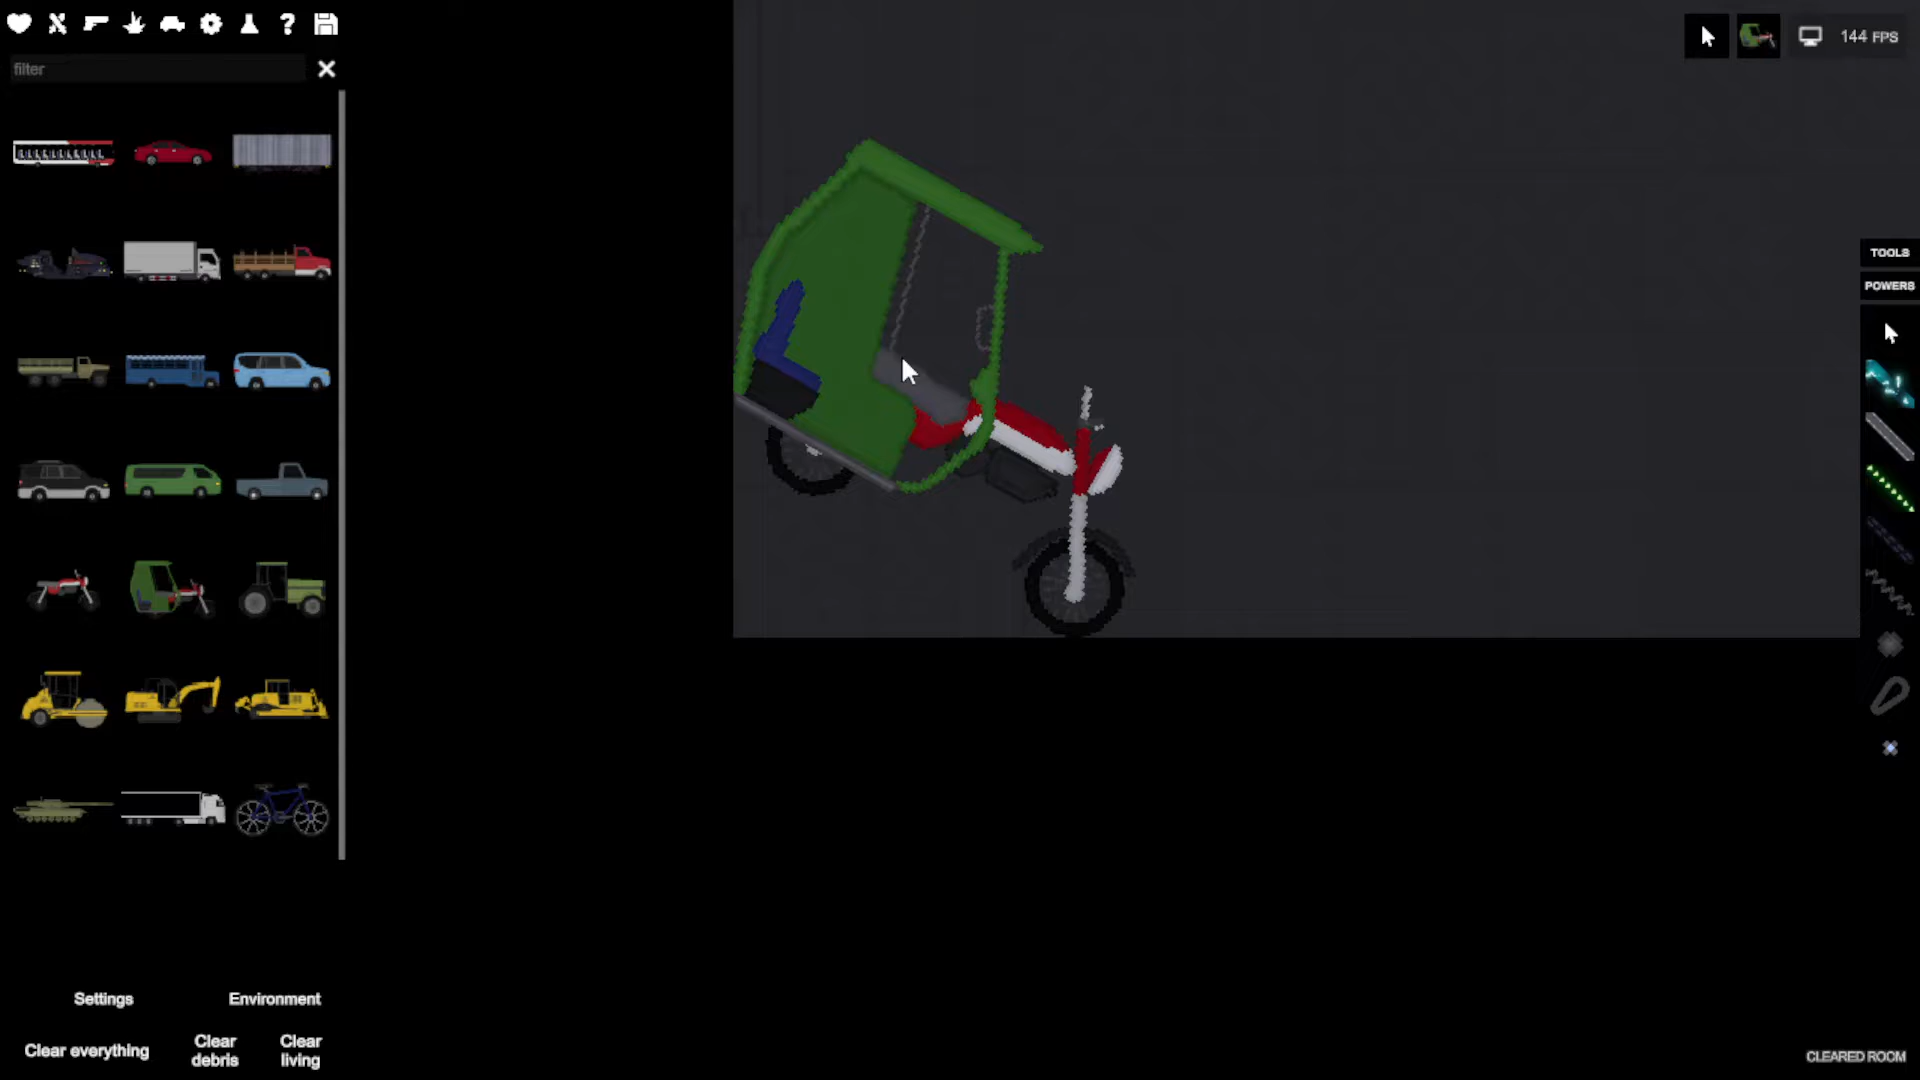 ?
filter
144 FPS
TOOLS
POWERS
Settings
Environment
Clear everything
Clear
debris
Clear
living
CLEARED ROOM